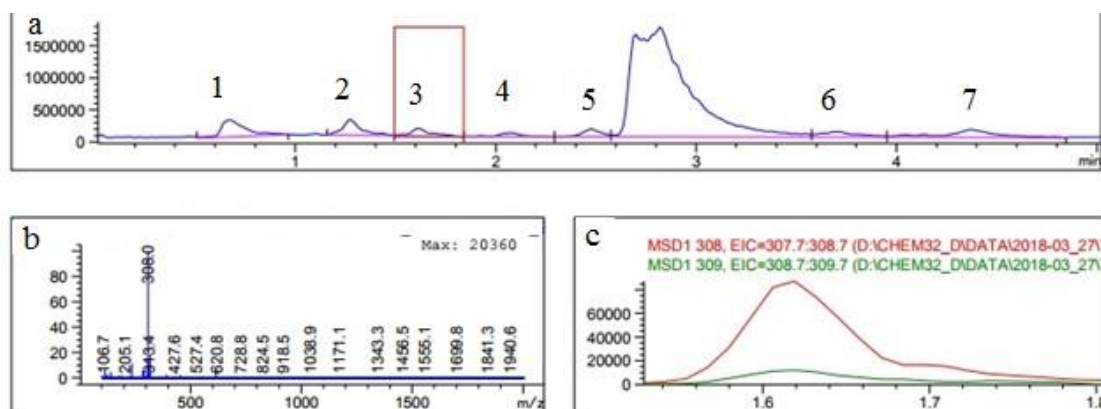 a
1500000
1000000
500000
0
1 2 3 4 5 6 7
1 2 3 4 min
b
Max: 20360
80
60
40
20
0
106.7 205.1 308.0 343.4 427.6 527.4 620.8 728.8 824.5 918.5 1038.9 1171.1 1343.3 1456.5 1555.1 1699.8 1841.3 1940.6
500 1000 1500 m/z
c
MSD1 308, EIC=307.7:308.7 (D:\CHEM32_D\DATA\2018-03_27\
MSD1 309, EIC=308.7:309.7 (D:\CHEM32_D\DATA\2018-03_27\
60000
40000
20000
0
1.6 1.7 1.8